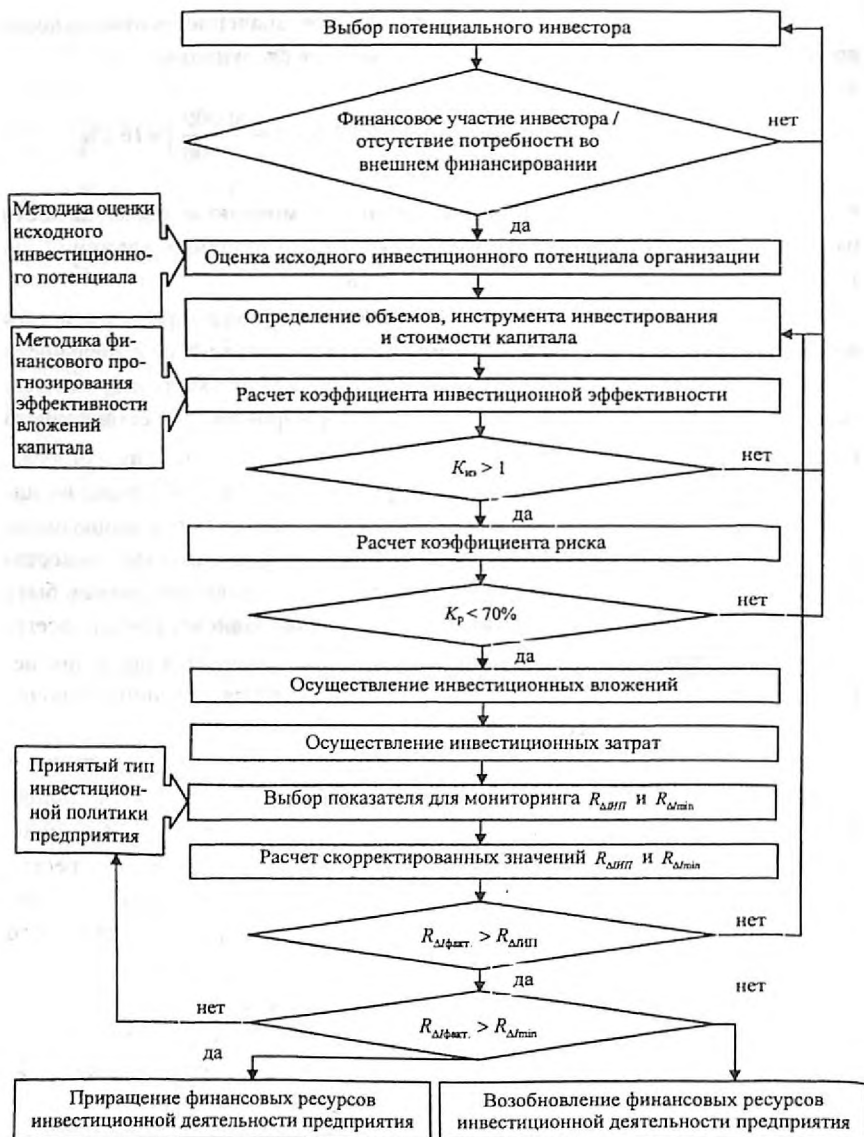 Выбор потенциального инвестора
Финансовое участие инвестора /
отсутствие потребности во
внешнем финансировании
нет
да
Методика оценки
исходного
инвестиционно-
го потенциала
Оценка исходного инвестиционного потенциала организации
Определение объемов, инструмента инвестирования
и стоимости капитала
Методика фи-
нансового про-
гнозирования
эффективности
вложений
капитала
Расчет коэффициента инвестиционной эффективности
Kиэ > 1
нет
да
Расчет коэффициента риска
Kр < 70%
нет
да
Осуществление инвестиционных вложений
Осуществление инвестиционных затрат
Принятый тип
инвестицион-
ной политики
предприятия
Выбор показателя для мониторинга RΔIИП и RΔImin
Расчет скорректированных значений RΔIИП и RΔImin
RΔIфакт. > RΔIИП
нет
да
нет
нет
RΔIфакт. > RΔImin
да
Приращение финансовых ресурсов
инвестиционной деятельности предприятия
Возобновление финансовых ресурсов
инвестиционной деятельности предприятия